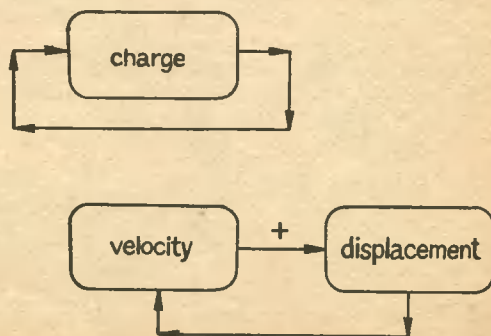 charge
velocity
+
displacement